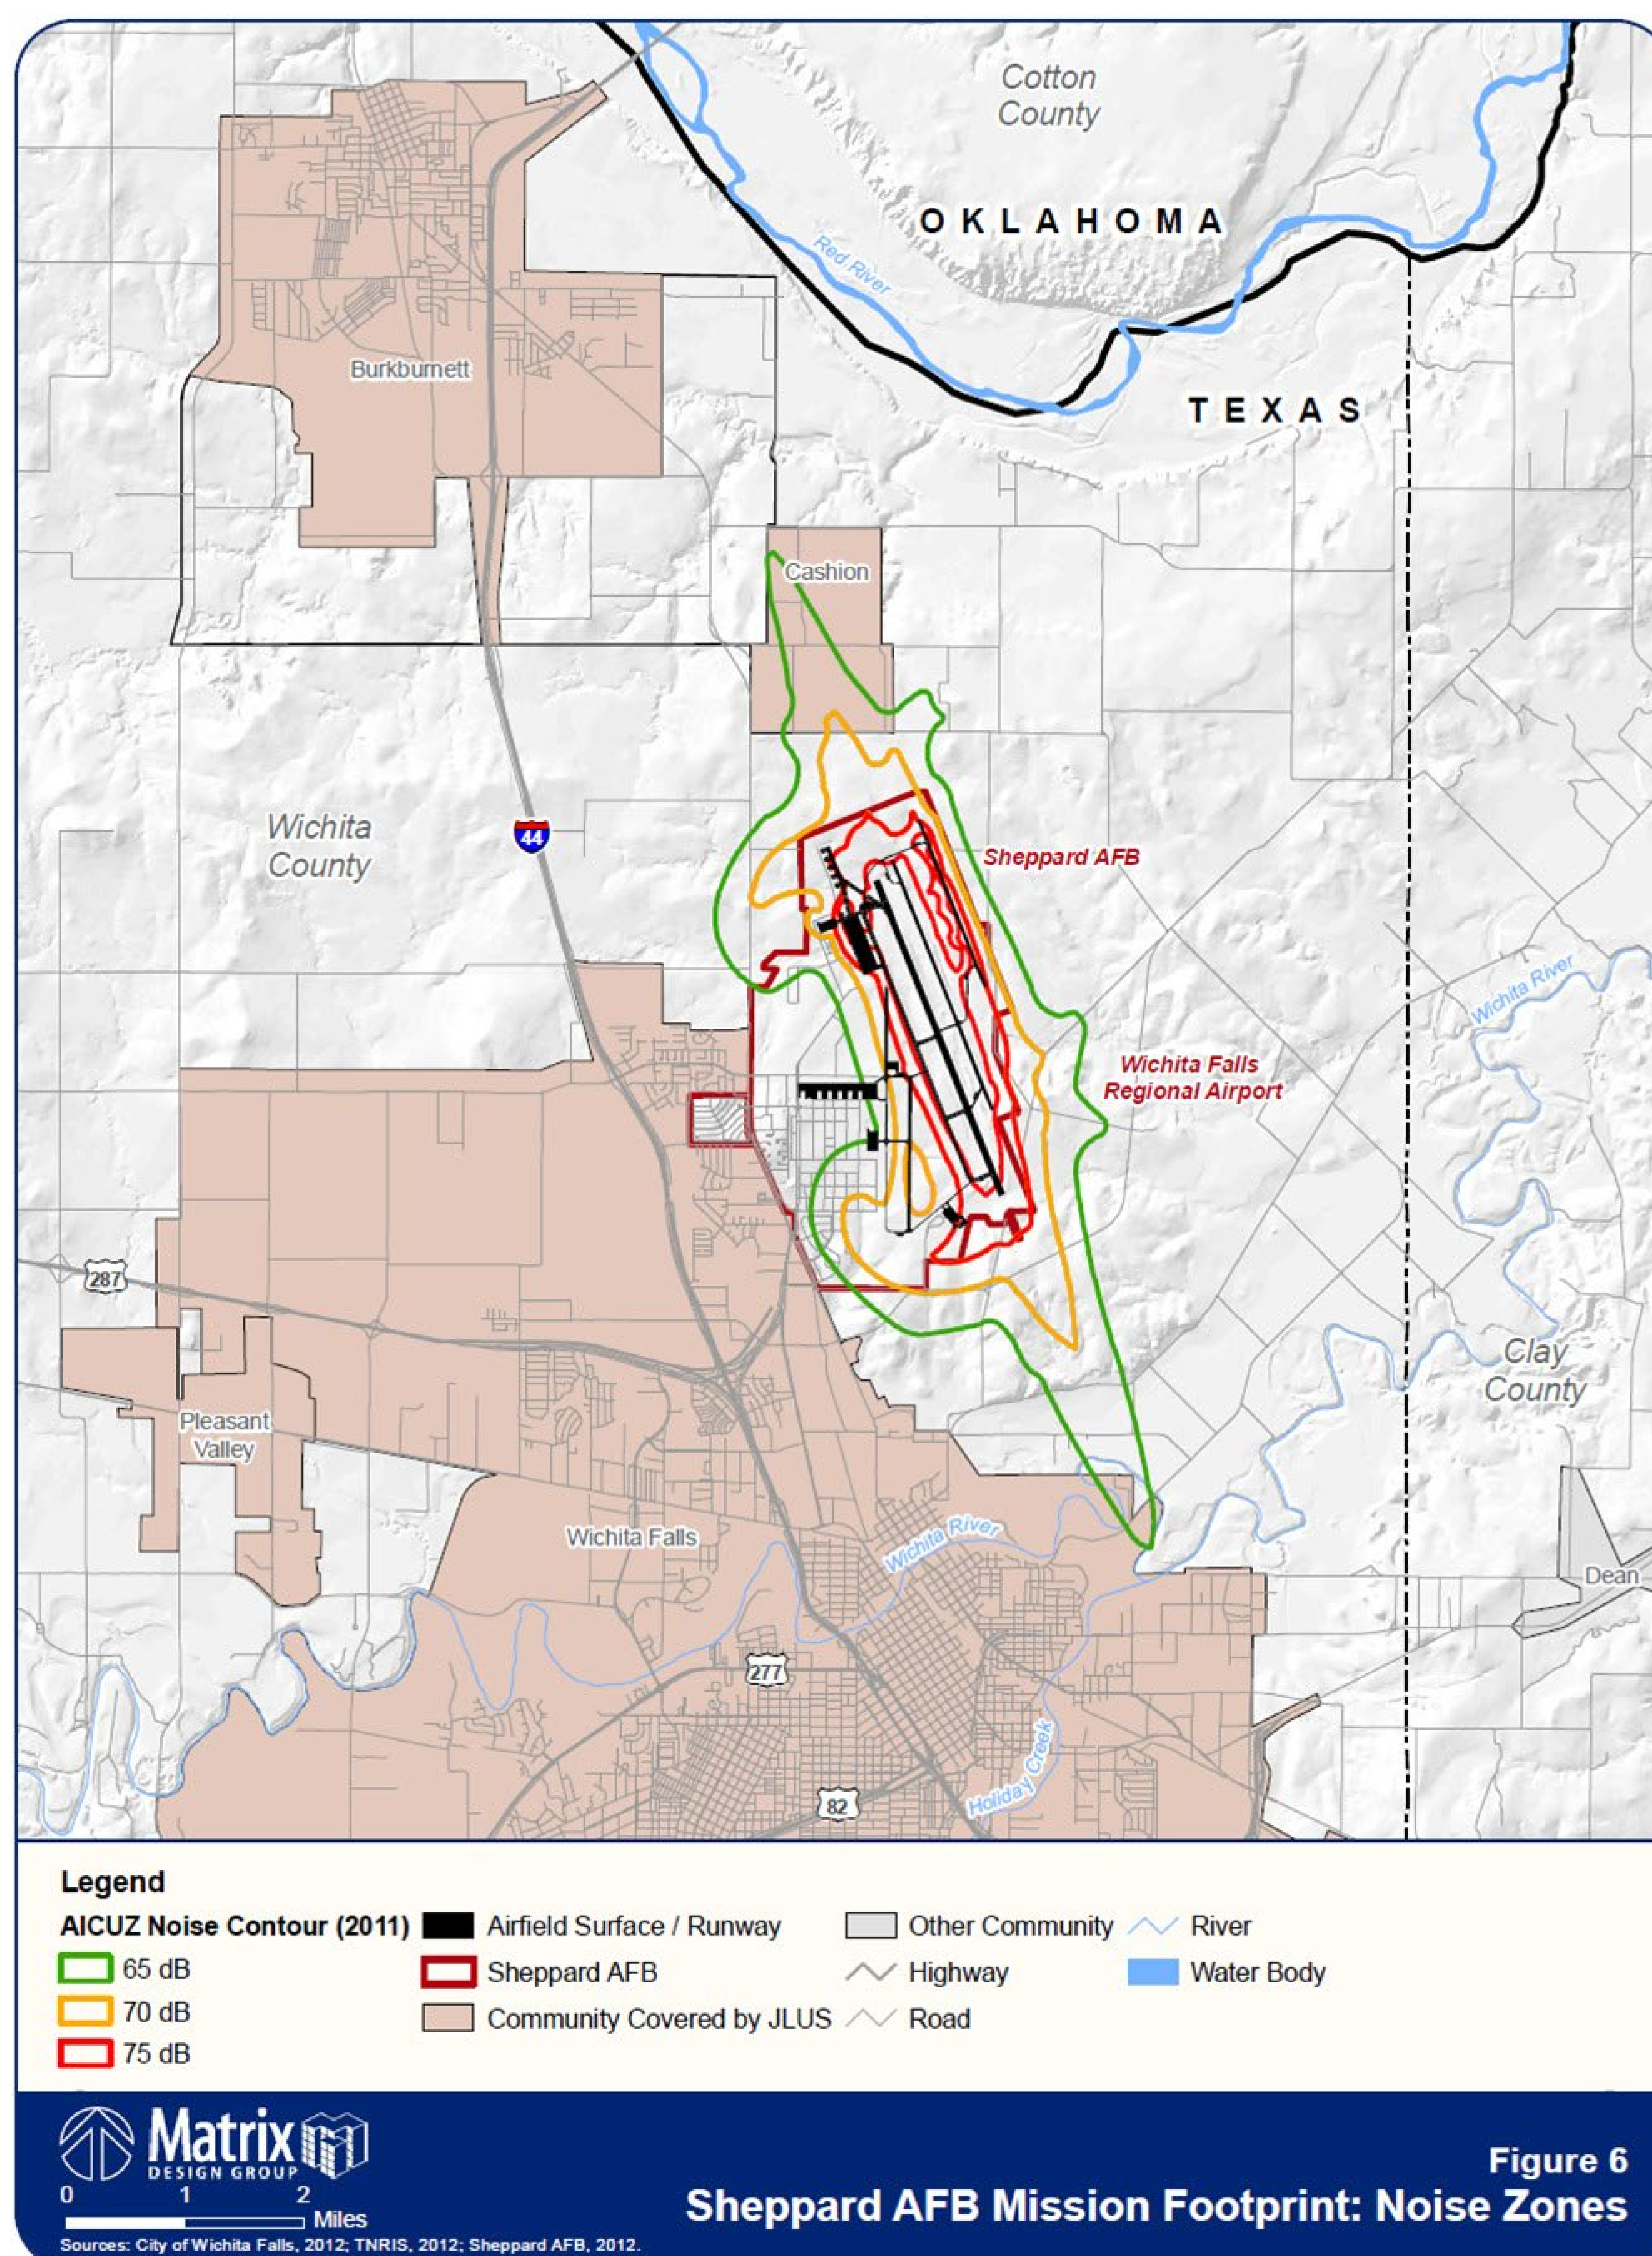 Cotton
County
OKLAHOMA
Red River
TEXAS
Burkburnett
Cashion
Wichita
County
44
Sheppard AFB
Wichita River
Wichita Falls
Regional Airport
287
Clay
County
Pleasant
Valley
Wichita Falls
Wichita River
Dean
277
Holiday Creek
82
Legend
AICUZ Noise Contour (2011)
65 dB
70 dB
75 dB
Airfield Surface / Runway
Sheppard AFB
Community Covered by JLUS
Other Community
Highway
Road
River
Water Body
Matrix
DESIGN GROUP
0 1 2
Miles
Sources: City of Wichita Falls, 2012; TNRIS, 2012; Sheppard AFB, 2012.
Figure 6
Sheppard AFB Mission Footprint: Noise Zones